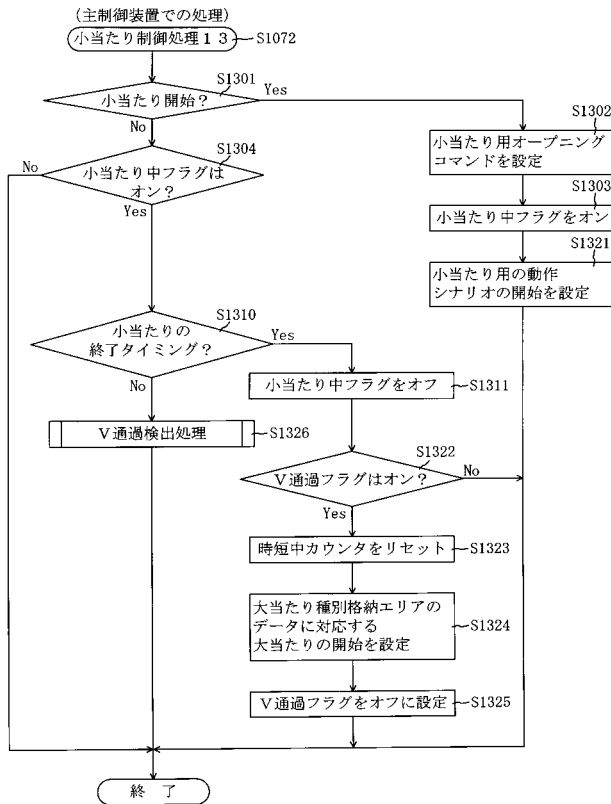 (主制御装置での処理)
小当たり制御処理13
S1072
S1301
小当たり開始?
Yes
No
S1302
小当たり用オープニング
コマンドを設定
S1304
小当たり中フラグは
オン?
No
Yes
S1303
小当たり中フラグをオン
S1321
小当たり用の動作
シナリオの開始を設定
S1310
小当たりの
終了タイミング?
Yes
No
小当たり中フラグをオフ
S1311
V通過検出処理
S1326
S1322
V通過フラグはオン?
No
Yes
時短中カウンタをリセット
S1323
大当たり種別格納エリアの
データに対応する
大当たりの開始を設定
S1324
V通過フラグをオフに設定
S1325
終了